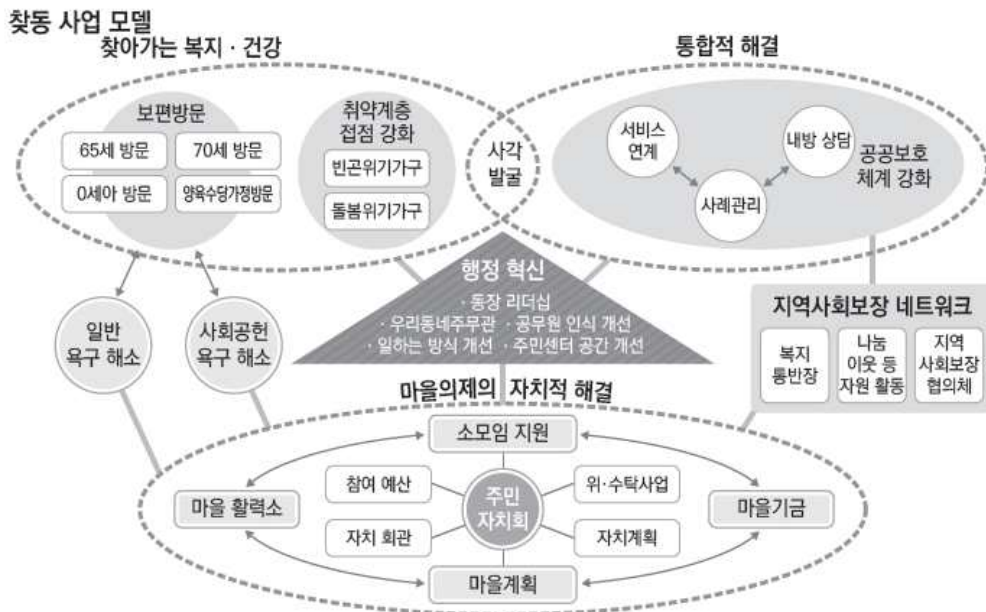 찾동 사업 모델
찾아가는 복지 · 건강
통합적 해결
보편방문
65세 방문
70세 방문
0세아 방문
양육수당가정방문
취약계층
접점 강화
빈곤위기가구
돌봄위기가구
사각
발굴
서비스
연계
내방 상담
사례관리
공공보호
체계 강화
행정 혁신
· 동장 리더십
· 우리동네주무관 · 공무원 인식 개선
· 일하는 방식 개선 · 주민센터 공간 개선
일반
욕구 해소
사회공헌
욕구 해소
지역사회보장 네트워크
복지
통반장
나눔
이웃 등
자원 활동
지역
사회보장
협의체
마을의제의 자치적 해결
소모임 지원
참여 예산
위·수탁사업
마을 활력소
주민
자치회
마을기금
자치 회관
자치계획
마을계획